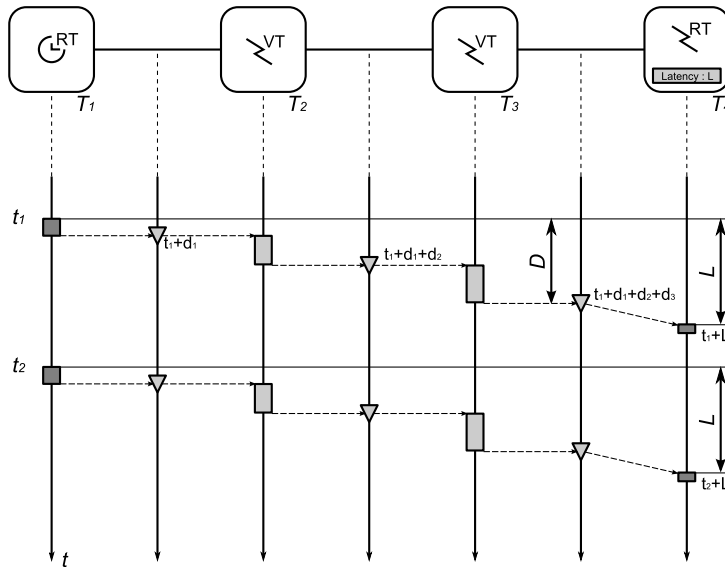 RT
VT
VT
RT
Latency : L
T1
T2
T3
T
t1
t1+d1
t1+d1+d2
D
t1+d1+d2+d3
L
t1+L
t2
L
t2+L
t